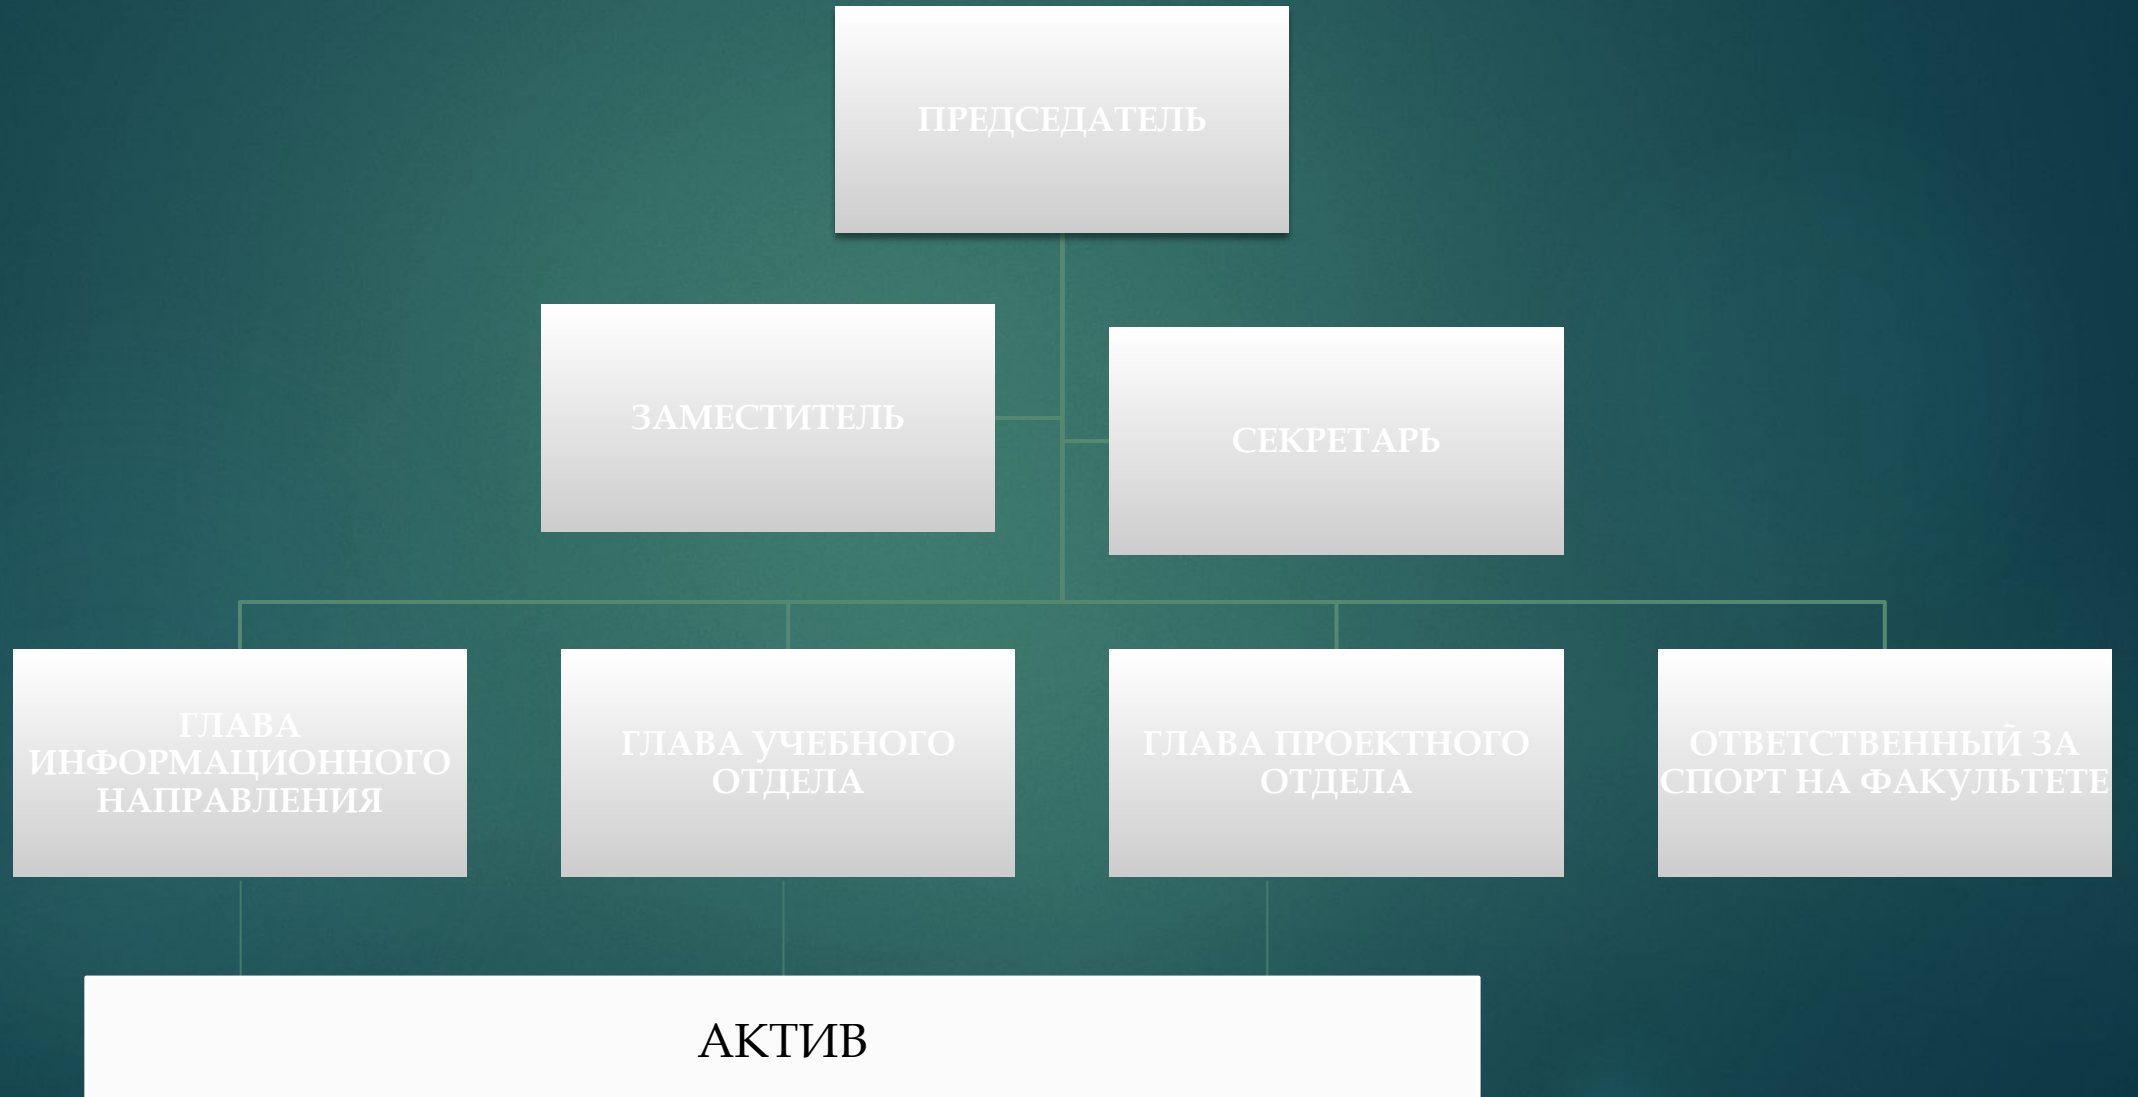 ПРЕДСЕДАТЕЛЬ
ЗАМЕСТИТЕЛЬ
СЕКРЕТАРЬ
ГЛАВА
ИНФОРМАЦИОННОГО
НАПРАВЛЕНИЯ
ГЛАВА УЧЕБНОГО
ОТДЕЛА
ГЛАВА ПРОЕКТНОГО
ОТДЕЛА
ОТВЕТСТВЕННЫЙ ЗА
СПОРТ НА ФАКУЛЬТЕТЕ
АКТИВ